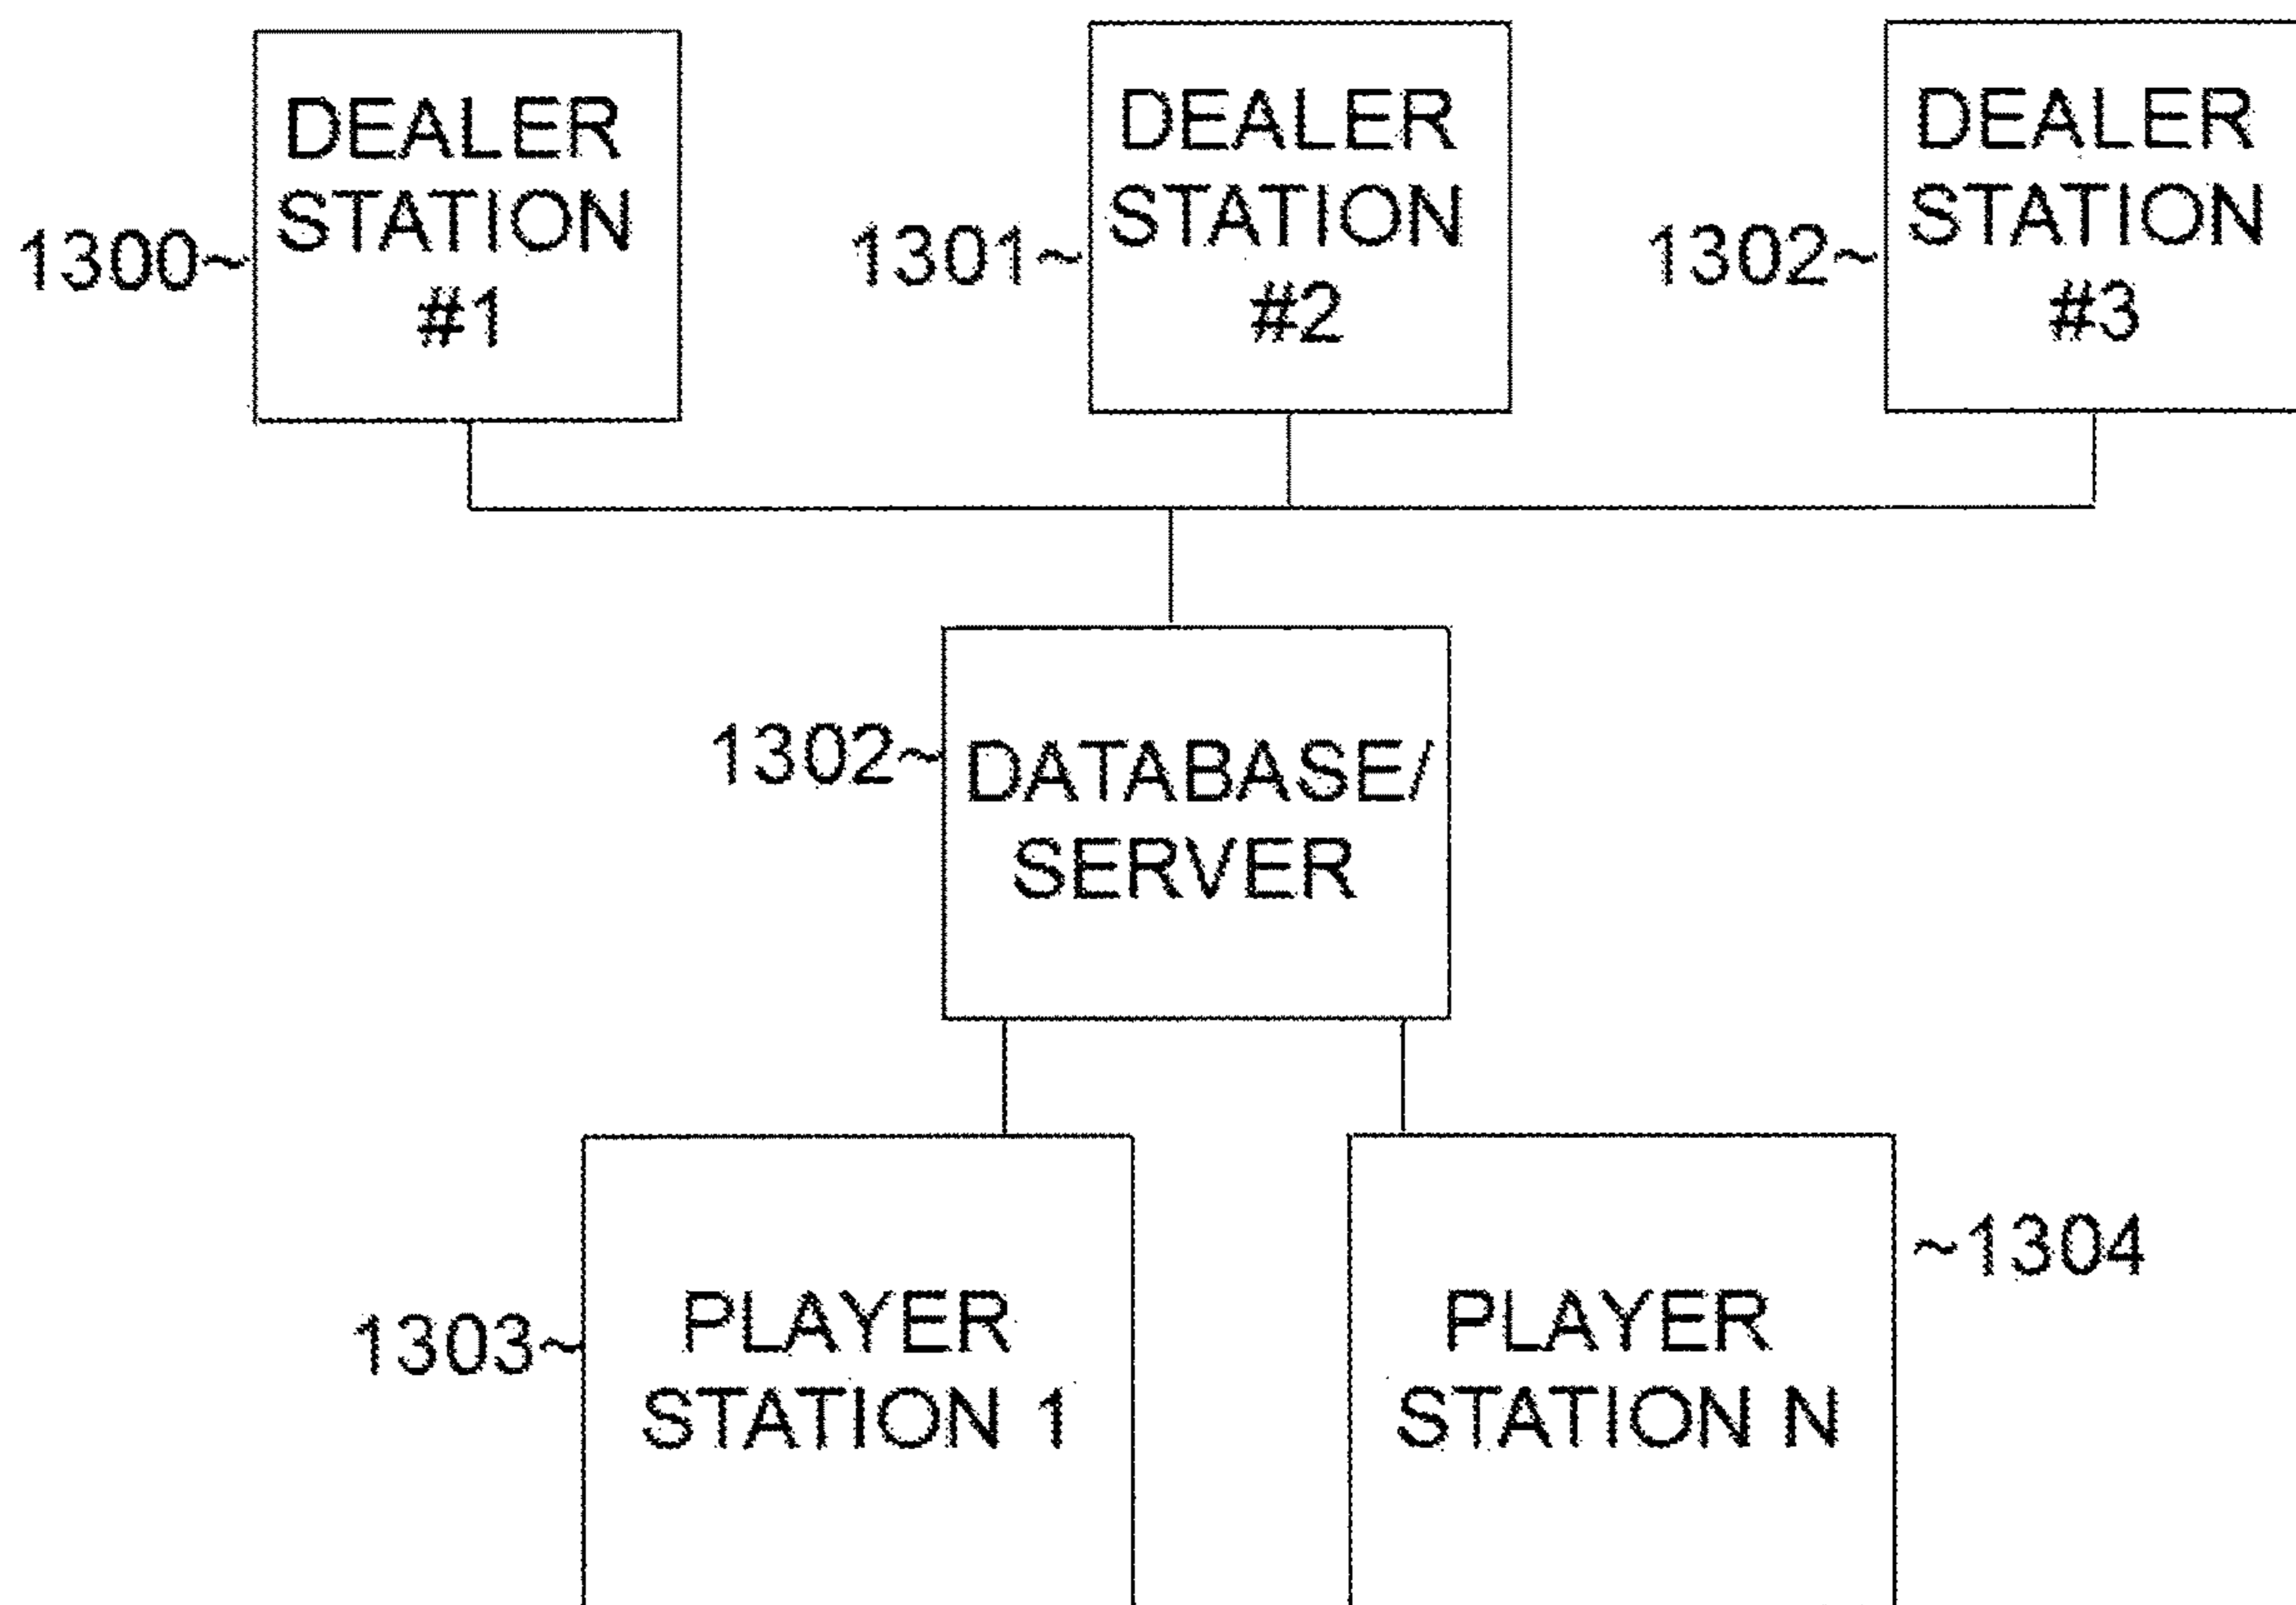 DEALER
STATION
#1
1300~
DEALER
STATION
#2
1301~
DEALER
STATION
#3
1302~
1302~
DATABASE/
SERVER
1303~
PLAYER
STATION 1
PLAYER
STATION N
~1304